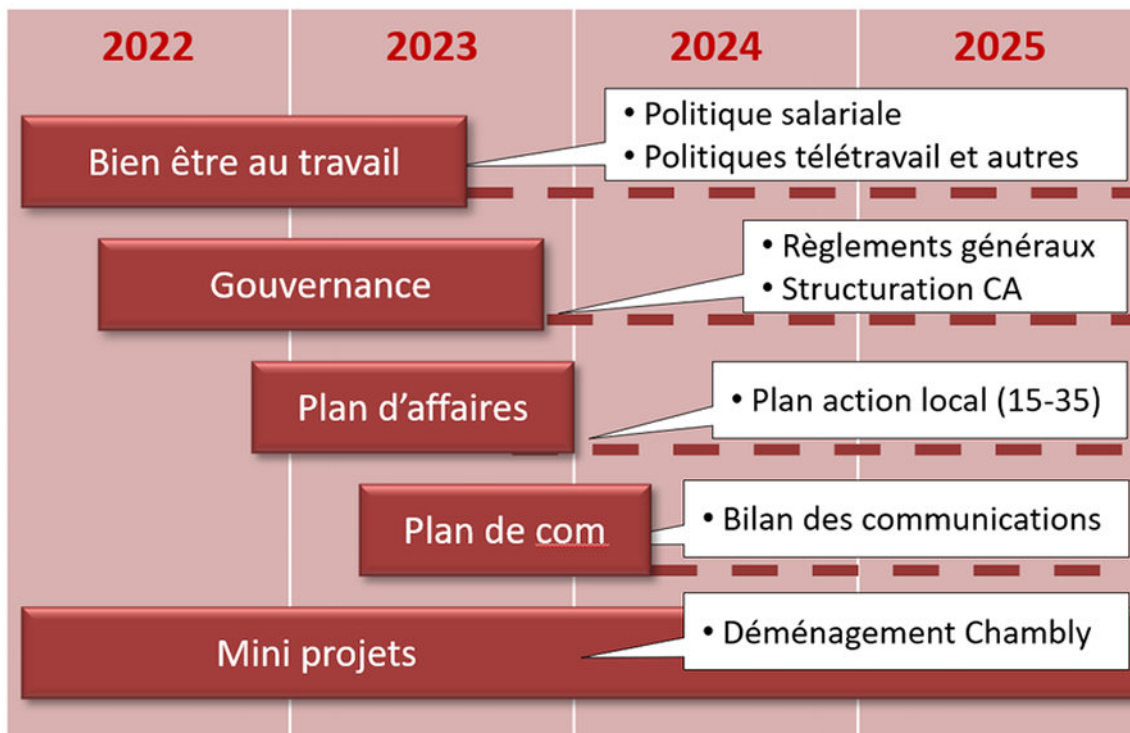 2022 2023 2024 2025
Bien être au travail
• Politique salariale
• Politiques télétravail et autres
Gouvernance
• Règlements généraux
• Structuration CA
Plan d’affaires
• Plan action local (15-35)
Plan de com
• Bilan des communications
Mini projets
• Déménagement Chambly